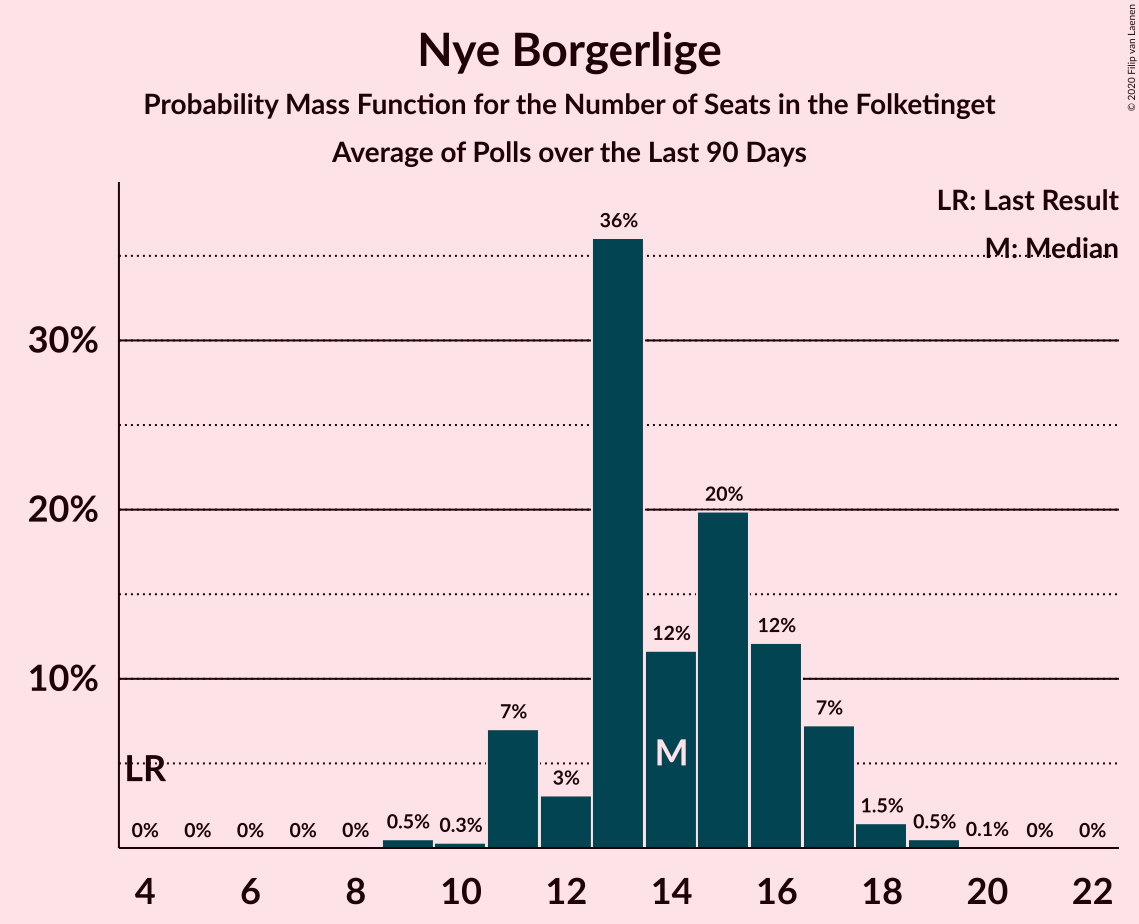 Nye Borgerlige
Probability Mass Function for the Number of Seats in the Folketinget
Average of Polls over the Last 90 Days
© 2020 Filip van Laenen
LR: Last Result
M: Median
36%
30%
20%
20%
12%
12%
10%
7%
7%
M
LR
3%
1.5%
0% 0% 0% 0% 0% 0.5% 0.3% 0.5% 0.1% 0% 0%
4 6 8 10 12 14 16 18 20 22